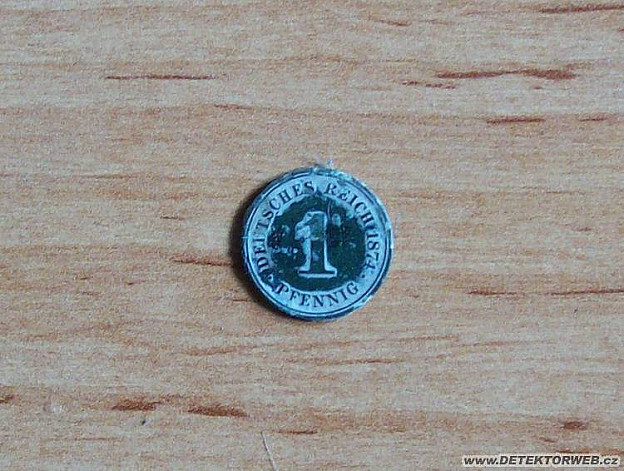 DEUTSCHES REICH 1874
1
· PFENNIG ·
www.DETEKTORWEB.cz